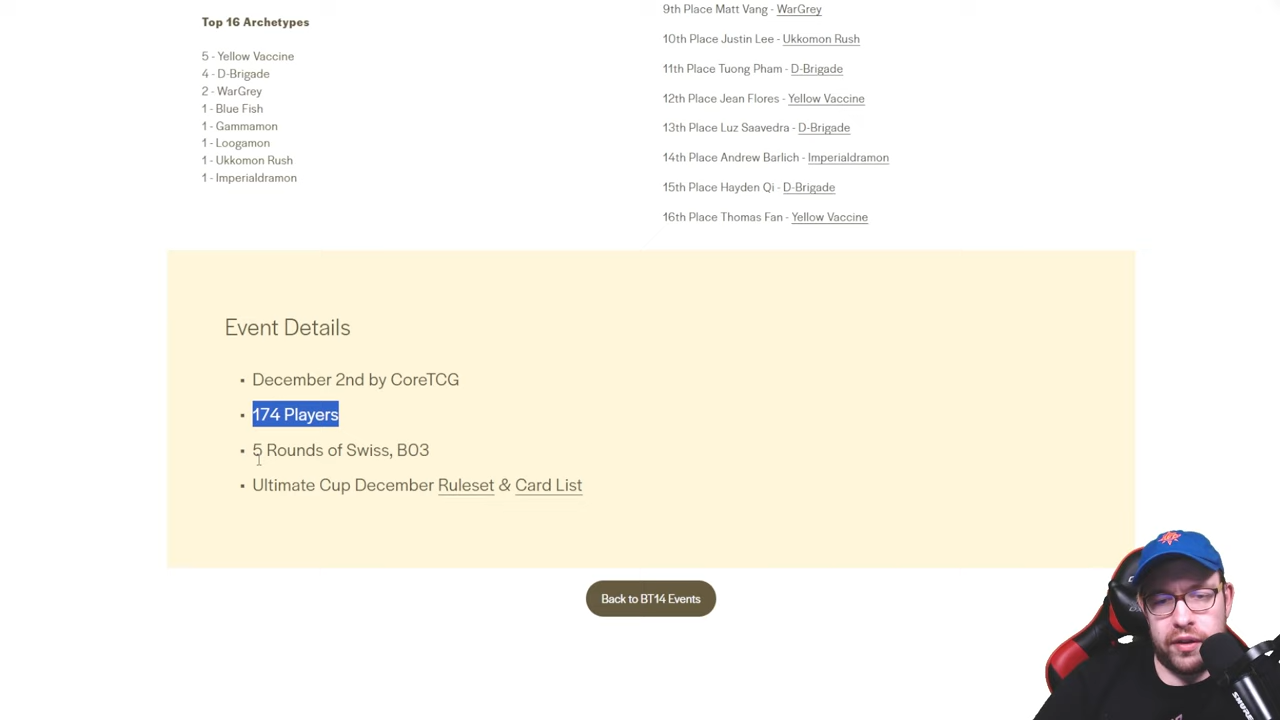 Top 16 Archetypes
5 - Yellow Vaccine
4 - D-Brigade
2 - WarGrey
1 - Blue Fish
1 - Gammamon
1 - Loogamon
1 - Ukkomon Rush
1 - Imperialdramon
9th Place Matt Vang - WarGrey
10th Place Justin Lee - Ukkomon Rush
11th Place Tuong Pham - D-Brigade
12th Place Jean Flores - Yellow Vaccine
13th Place Luz Saavedra - D-Brigade
14th Place Andrew Barlich - Imperialdramon
15th Place Hayden Qi - D-Brigade
16th Place Thomas Fan - Yellow Vaccine
Event Details
▪ December 2nd by CoreTCG
▪ 174 Players
▪ 5 Rounds of Swiss, BO3
▪ Ultimate Cup December Ruleset & Card List
Back to BT14 Events